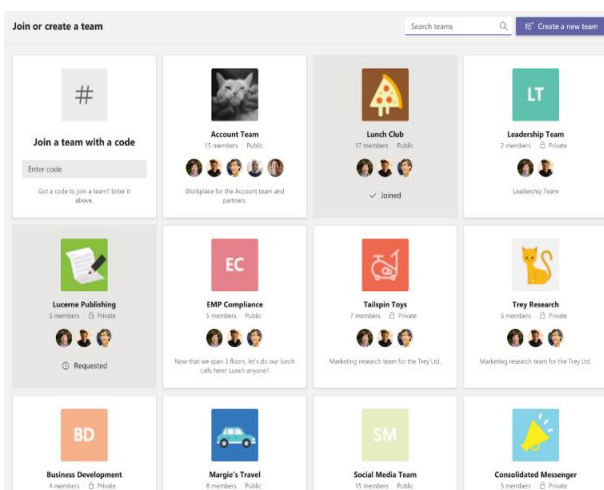 Join or create a team
Search teams
Create a new team
#
Join a team with a code
Enter code
Got a code to join a team? Enter it
above.
Account Team
15 members Public
Workplace for the Account team and
partners.
Lunch Club
17 members Public
Joined
LT
Leadership Team
2 members Private
Leadership Team
Lucerne Publishing
5 members Private
Requested
EC
EMP Compliance
5 members Public
Now that we span 3 floors, let's do our lunch
calls here! Lunch anyone?
Tailspin Toys
7 members Private
Marketing research team for the Trey Ltd.
Trey Research
5 members Private
Marketing research team for the Trey Ltd.
BD
Business Development
4 members Private
Margie's Travel
8 members Public
SM
Social Media Team
15 members Public
Consolidated Messenger
5 members Private